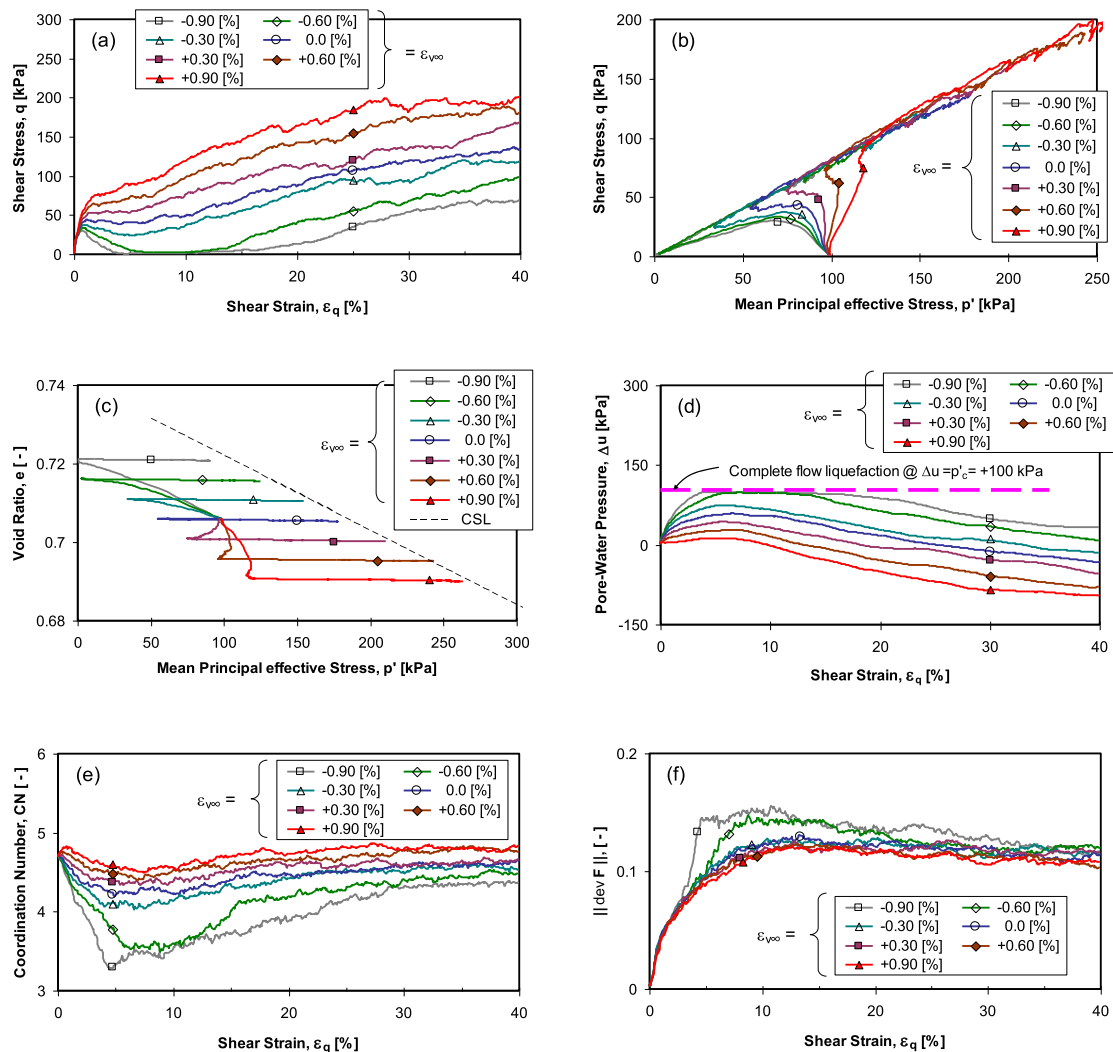 (a)
-0.90 [%] -0.60 [%]
-0.30 [%] 0.0 [%]
+0.30 [%] +0.60 [%]
+0.90 [%]
= εv∞
Shear Stress, q [kPa]
300
250
200
150
100
50
0
0 10 20 30 40
Shear Strain, εq [%]
(b)
Shear Stress, q [kPa]
200
150
100
50
0
50 100 150 200 250
Mean Principal effective Stress, p' [kPa]
εv∞ =
-0.90 [%]
-0.60 [%]
-0.30 [%]
0.0 [%]
+0.30 [%]
+0.60 [%]
+0.90 [%]
(c)
Void Ratio, e [ - ]
0.74
0.72
0.7
0.68
0 50 100 150 200 250 300
Mean Principal effective Stress, p' [kPa]
εv∞ =
-0.90 [%]
-0.60 [%]
-0.30 [%]
0.0 [%]
+0.30 [%]
+0.60 [%]
+0.90 [%]
CSL
(d)
Pore-Water Pressure, Δu [kPa]
300
150
0
-150
0 10 20 30 40
Shear Strain, εq [%]
εv∞ =
-0.90 [%] -0.60 [%]
-0.30 [%] 0.0 [%]
+0.30 [%] +0.60 [%]
+0.90 [%]
Complete flow liquefaction @ Δu =p'c= +100 kPa
(e)
Coordination Number, CN [ - ]
6
5
4
3
0 10 20 30 40
Shear Strain, εq [%]
εv∞ =
-0.90 [%] -0.60 [%]
-0.30 [%] 0.0 [%]
+0.30 [%] +0.60 [%]
+0.90 [%]
(f)
|| dev F ||, [ - ]
0.2
0.1
0
0 10 20 30 40
Shear Strain, εq [%]
εv∞ =
-0.90 [%] -0.60 [%]
-0.30 [%] 0.0 [%]
+0.30 [%] +0.60 [%]
+0.90 [%]